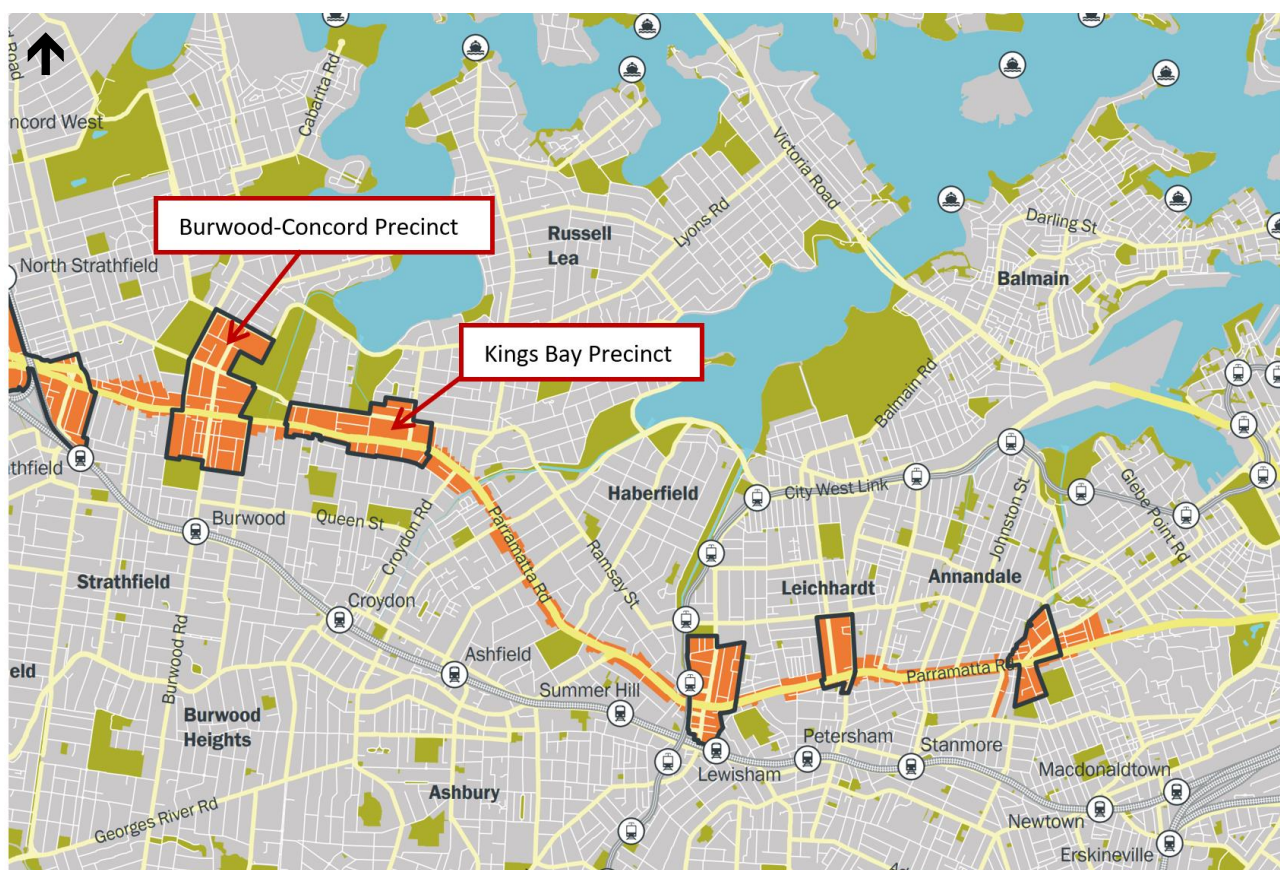 Cabarita Rd
Road
oncord West
Victoria Road
Burwood-Concord Precinct
Lyons Rd
Darling St
Russell
Lea
North Strathfield
Balmain
Kings Bay Precinct
Balmain Rd
athfield
Haberfield
City West Link
Glebe Point Rd
Johnston St
Burwood
Queen St
Croydon Rd
Parramatta Rd
Ramsay St
Strathfield
Leichhardt
Annandale
Croydon
Burwood Rd
Ashfield
eld
Parramatta Rd
Summer Hill
Burwood
Heights
Petersham
Stanmore
Lewisham
Macdonaldtown
Ashbury
Georges River Rd
Newtown
Erskineville